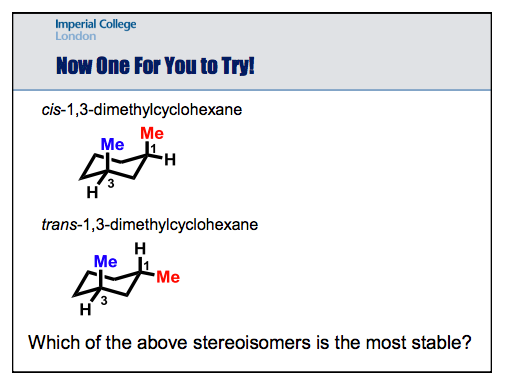 Imperial College
London
Now One For You to Try!
cis-1,3-dimethylcyclohexane
Me
Me
1
H
3
H
trans-1,3-dimethylcyclohexane
H
Me
1
Me
3
H
Which of the above stereoisomers is the most stable?